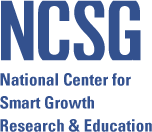 NCSG
National Center for
Smart Growth
Research & Education